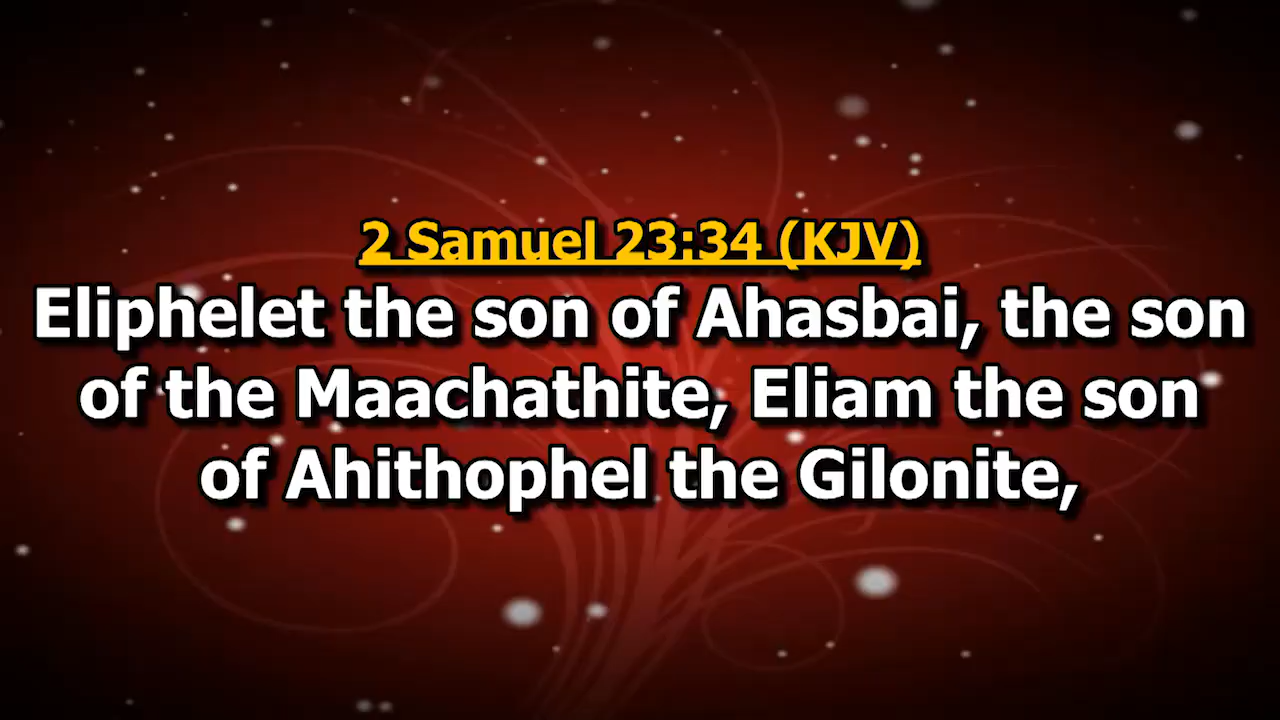 2 Samuel 23:34 (KJV)
Eliphelet the son of Ahasbai, the son
of the Maachathite, Eliam the son
of Ahithophel the Gilonite,